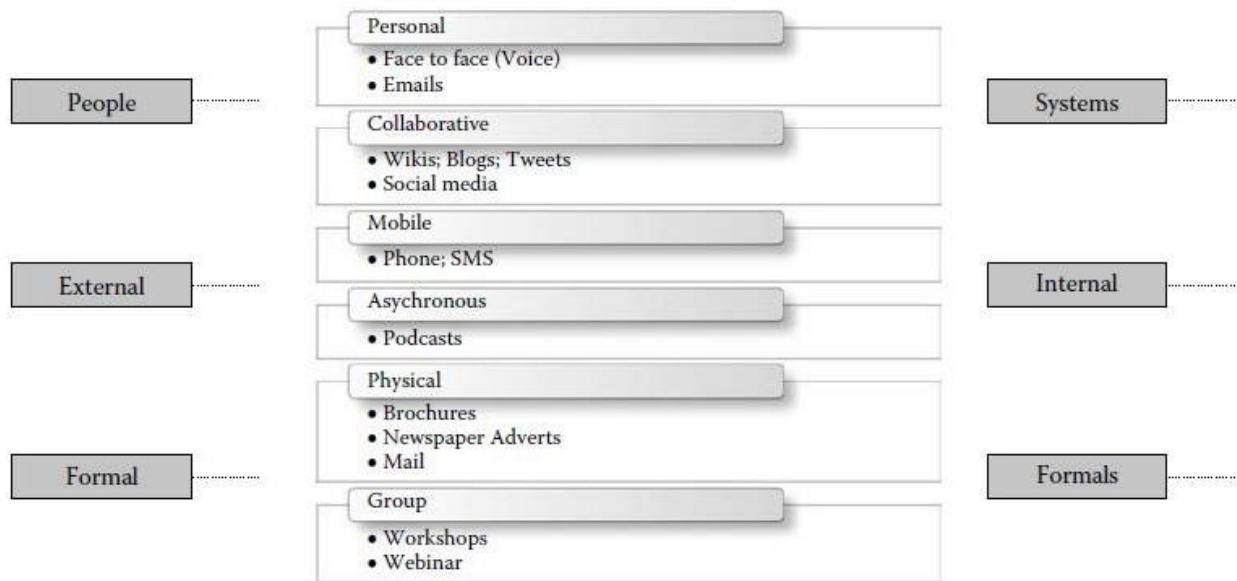 Personal
• Face to face (Voice)
• Emails
People
Systems
Collaborative
• Wikis; Blogs; Tweets
• Social media
Mobile
• Phone; SMS
External
Internal
Asychronous
• Podcasts
Physical
• Brochures
• Newspaper Adverts
• Mail
Formal
Formals
Group
• Workshops
• Webinar